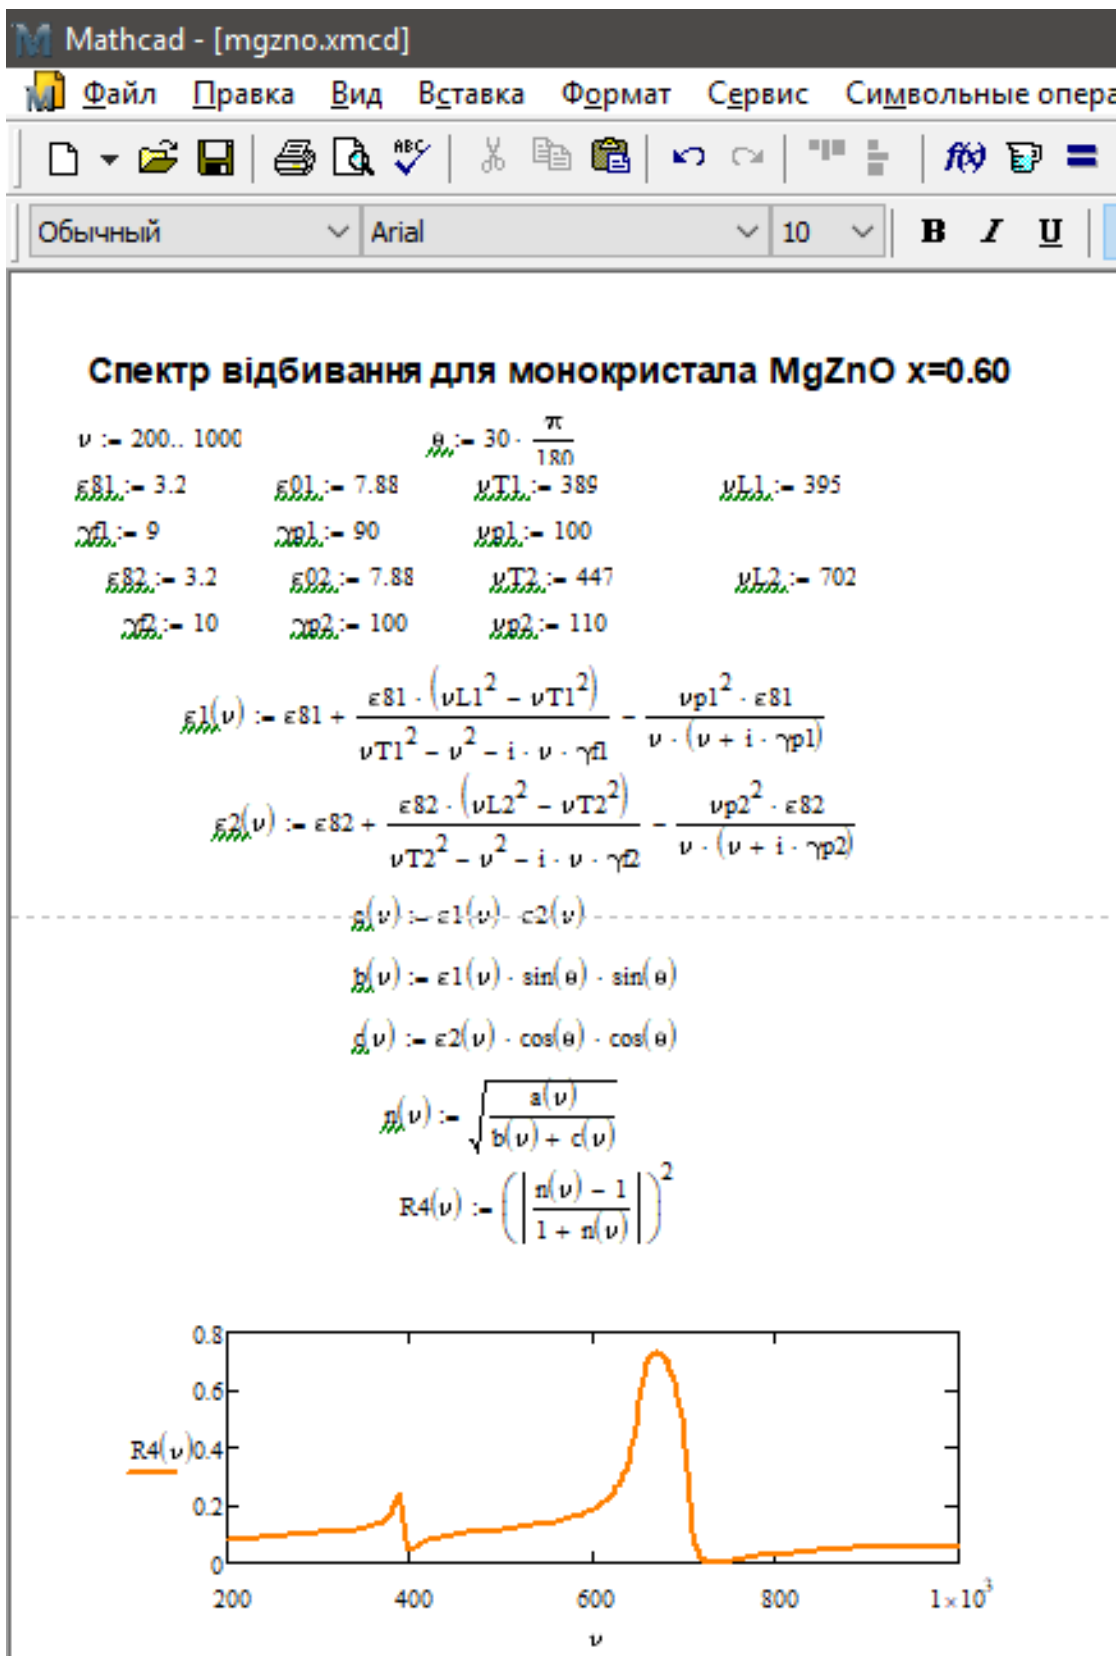 Mathcad - [mgzno.xmcd]
Файл Правка Вид Вставка Формат Сервис Символьные опера
ABC f(x) =
Обычный Arial 10 B I U
Спектр відбивання для монокристала MgZnO x=0.60
ν := 200.. 1000 θ := 30 · π/180
ε81 := 3.2 ε01 := 7.88 νT1 := 389 νL1 := 395
γf1 := 9 γp1 := 90 νp1 := 100
ε82 := 3.2 ε02 := 7.88 νT2 := 447 νL2 := 702
γf2 := 10 γp2 := 100 νp2 := 110
ε1(ν) := ε81 + ε81 · (νL1² − νT1²) / (νT1² − ν² − i · ν · γf1) − νp1² · ε81 / (ν · (ν + i · γp1))
ε2(ν) := ε82 + ε82 · (νL2² − νT2²) / (νT2² − ν² − i · ν · γf2) − νp2² · ε82 / (ν · (ν + i · γp2))
a(ν) := ε1(ν) · ε2(ν)
b(ν) := ε1(ν) · sin(θ) · sin(θ)
c(ν) := ε2(ν) · cos(θ) · cos(θ)
n(ν) := √(a(ν) / (b(ν) + c(ν)))
R4(ν) := (|(n(ν) − 1) / (1 + n(ν))|)²
0.8
0.6
R4(ν) 0.4
0.2
0
200 400 600 800 1×10³
ν